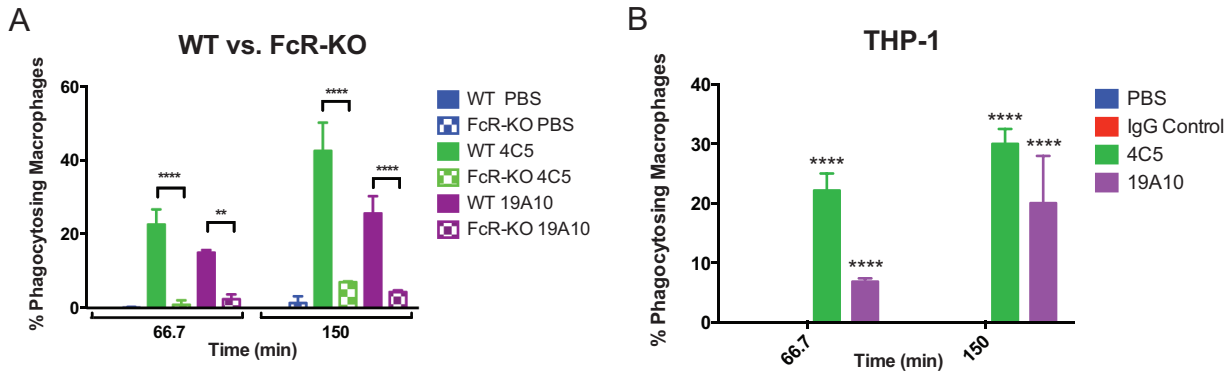 A
WT vs. FcR-KO
% Phagocytosing Macrophages
60
40
20
0
****
**
****
****
66.7
150
Time (min)
WT PBS
FcR-KO PBS
WT 4C5
FcR-KO 4C5
WT 19A10
FcR-KO 19A10
B
THP-1
% Phagocytosing Macrophages
40
30
20
10
0
****
****
****
****
66.7
150
Time (min)
PBS
IgG Control
4C5
19A10